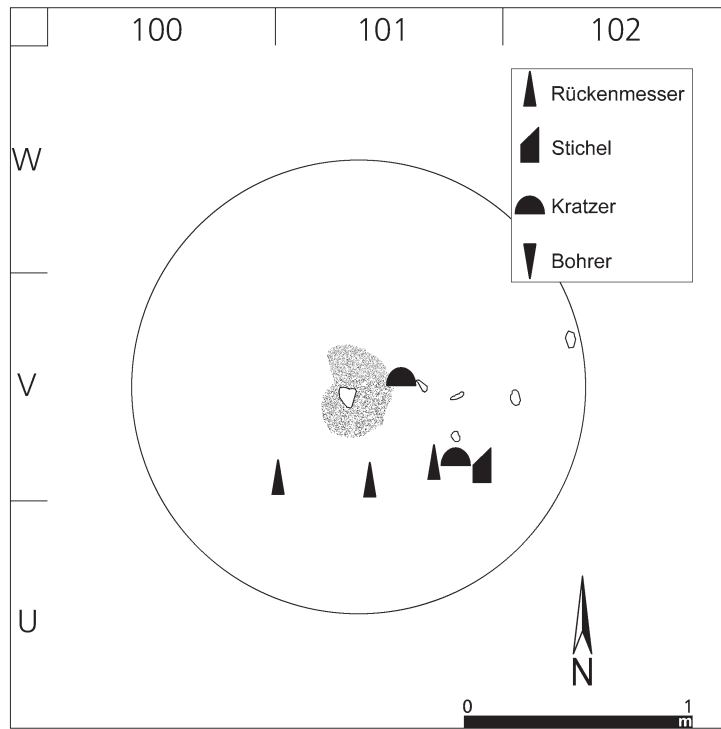 100 101 102
Rückenmesser
Stichel
Kratzer
Bohrer
W
V
U
N
0 1
m